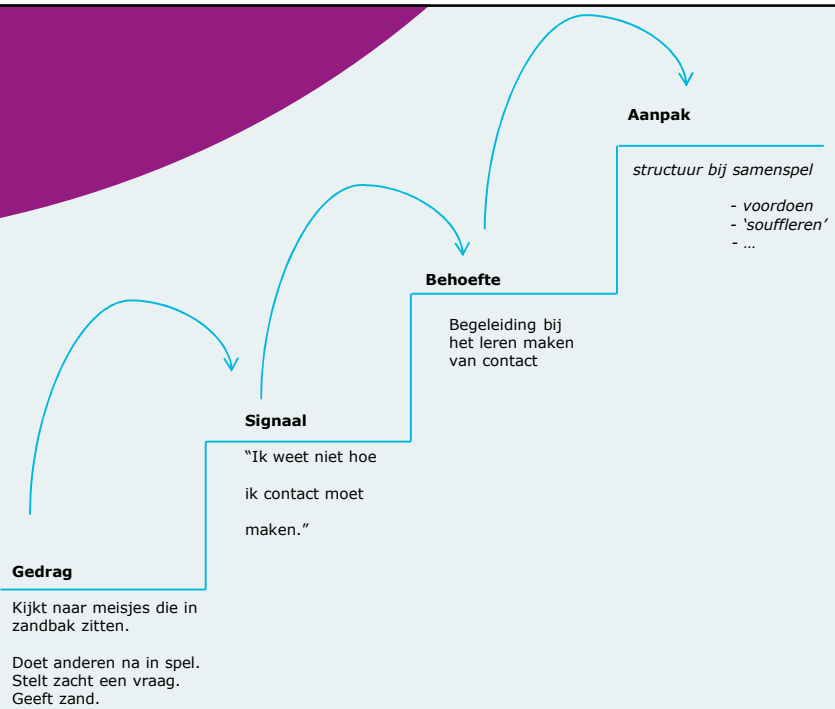 Gedrag
Kijkt naar meisjes die in
zandbak zitten.
Doet anderen na in spel.
Stelt zacht een vraag.
Geeft zand.
Signaal
“Ik weet niet hoe
ik contact moet
maken.”
Behoefte
Begeleiding bij
het leren maken
van contact
Aanpak
structuur bij samenspel
- voordoen
- ‘souffleren’
- …